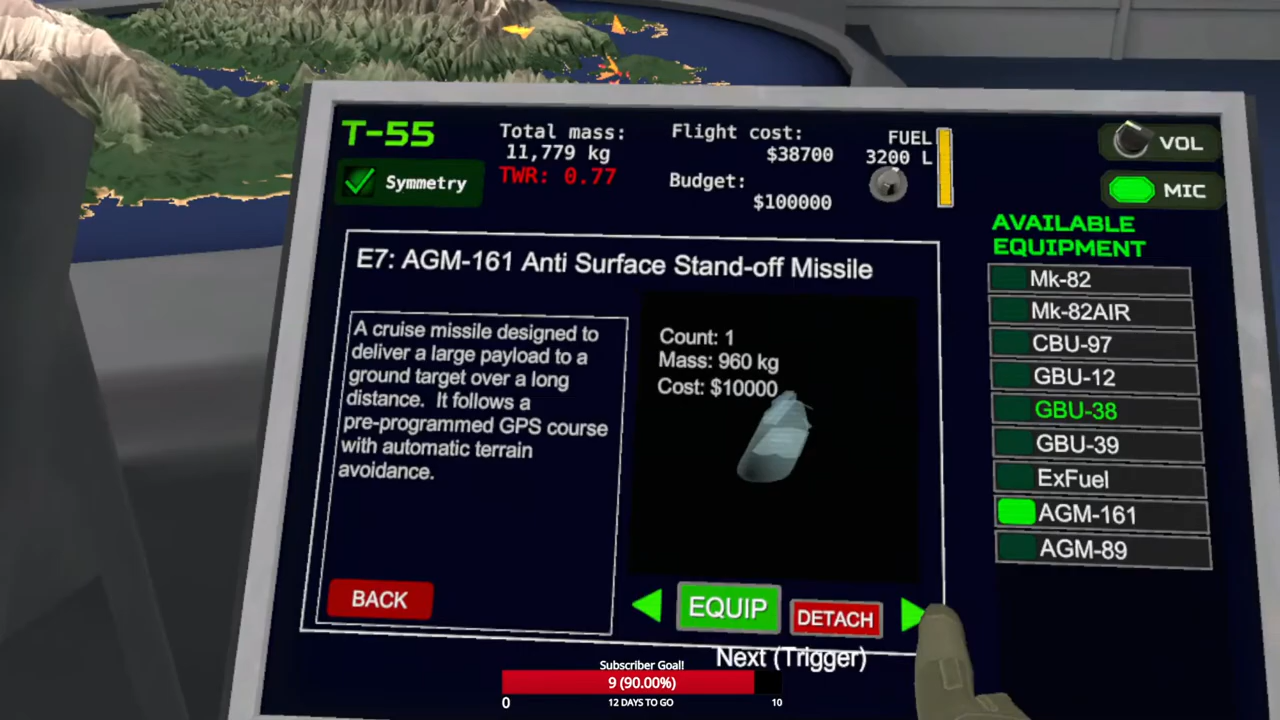 T-55
Symmetry
Total mass:
11,779 kg
TWR: 0.77
Flight cost:
$38700
Budget:
$100000
FUEL
3200 L
VOL
MIC
E7: AGM-161 Anti Surface Stand-off Missile
A cruise missile designed to
deliver a large payload to a
ground target over a long
distance. It follows a
pre-programmed GPS course
with automatic terrain
avoidance.
Count: 1
Mass: 960 kg
Cost: $10000
BACK
EQUIP
DETACH
Next (Trigger)
AVAILABLE
EQUIPMENT
Mk-82
Mk-82AIR
CBU-97
GBU-12
GBU-38
GBU-39
ExFuel
AGM-161
AGM-89
Subscriber Goal!
9 (90.00%)
0
12 DAYS TO GO
10